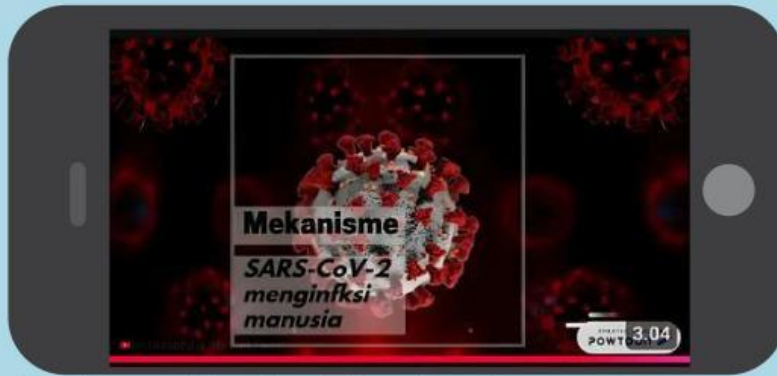 Mekanisme
SARS-CoV-2
menginfksi
manusia
3.04
POWTOON